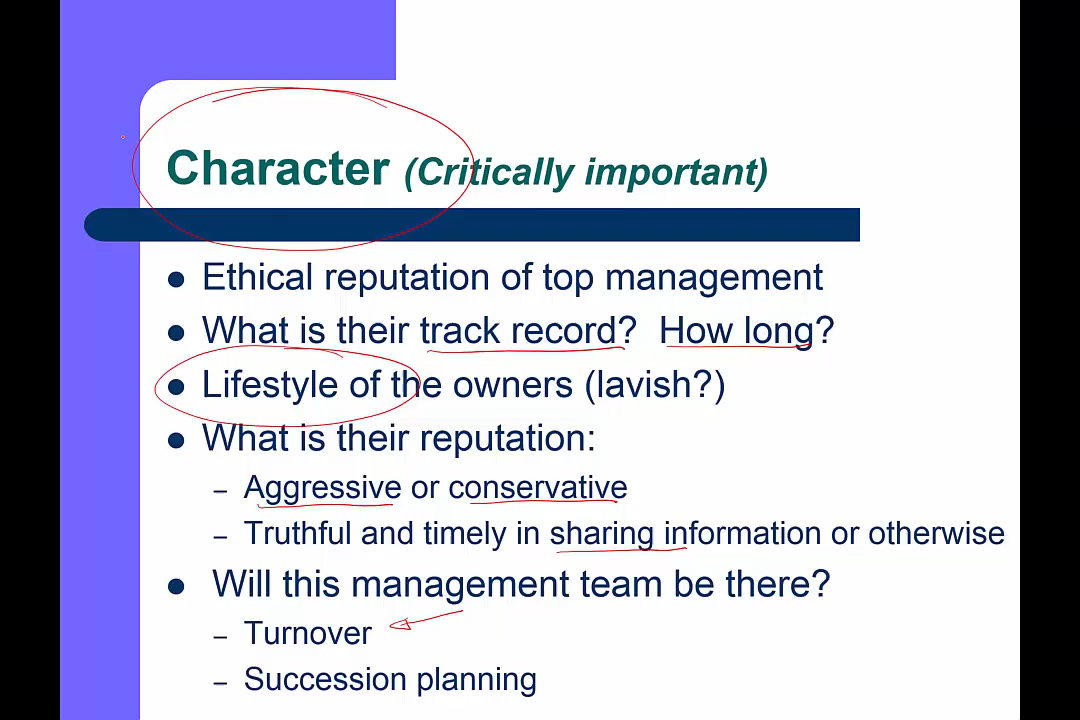 Character (Critically important)
Ethical reputation of top management
What is their track record? How long?
Lifestyle of the owners (lavish?)
What is their reputation:
– Aggressive or conservative
– Truthful and timely in sharing information or otherwise
Will this management team be there?
– Turnover
– Succession planning